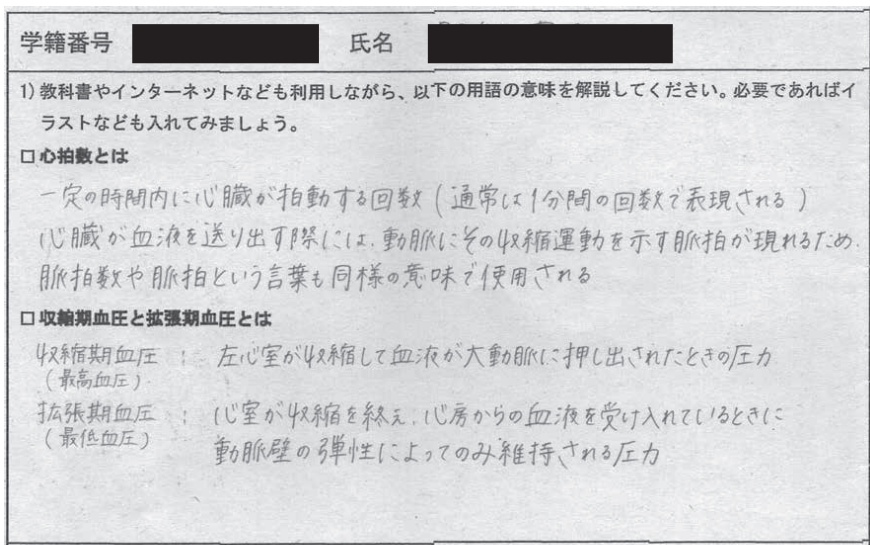 学籍番号 氏名
1) 教科書やインターネットなども利用しながら、以下の用語の意味を解説してください。必要であればイ
ラストなども入れてみましょう。
□ 心拍数とは
一定の時間内に心臓が拍動する回数(通常は1分間の回数で表現される)
心臓が血液を送り出す際には、動脈にその収縮運動を示す脈拍が現れるため、
脈拍数や脈拍という言葉も同様の意味で使用される
□ 収縮期血圧と拡張期血圧とは
収縮期血圧 : 左心室が収縮して血液が大動脈に押し出されたときの圧力
(最高血圧)
拡張期血圧 : 心室が収縮を終え、心房からの血液を受け入れているときに
(最低血圧)
動脈壁の弾性によってのみ維持される圧力